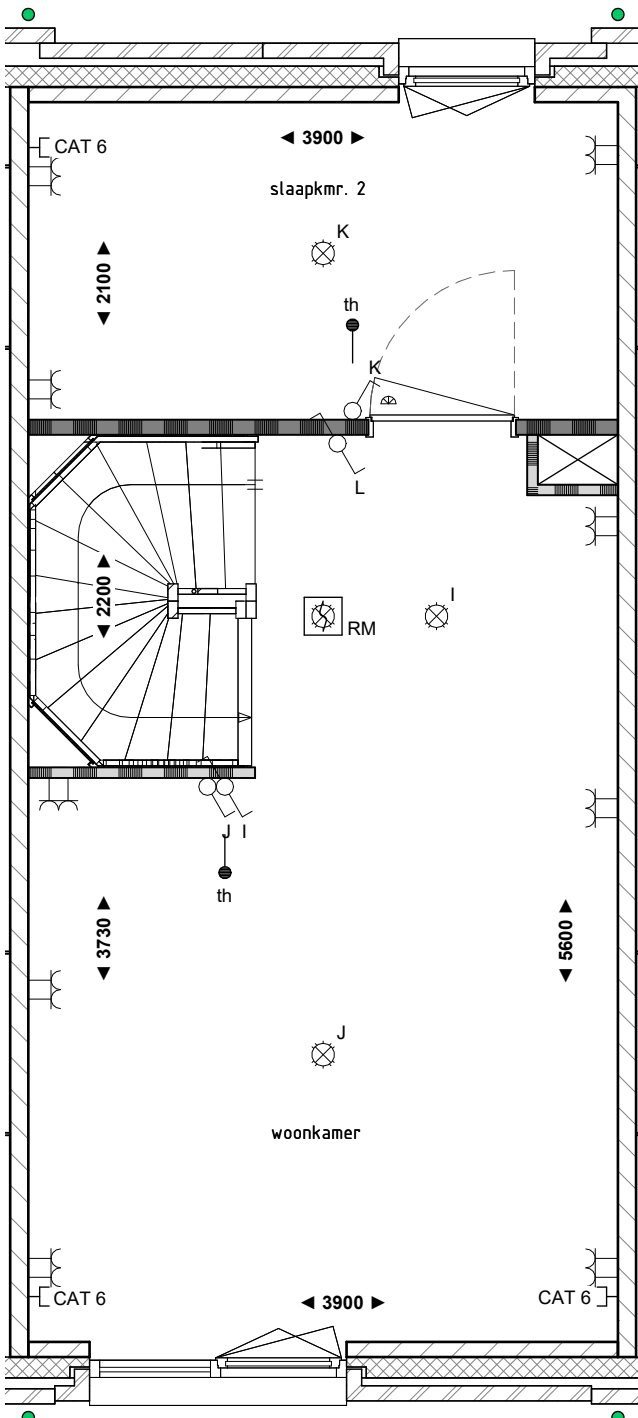 CAT 6
◄ 3900 ►
slaapkmr. 2
K
◄ 2100 ►
th
K
L
◄ 2200 ►
I
RM
J I
th
◄ 3730 ►
◄ 5600 ►
J
woonkamer
CAT 6
◄ 3900 ►
CAT 6